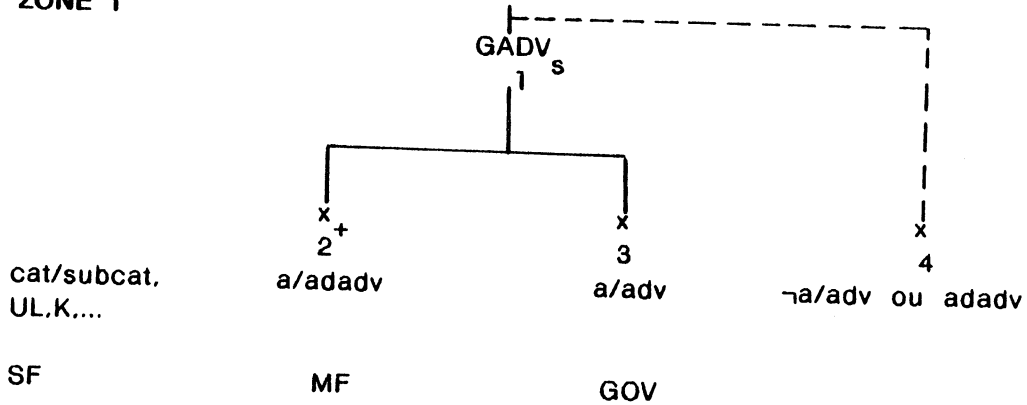 ZONE 1
GADV s
1
x x x
2 + 3 4
cat/subcat, a/adadv a/adv ¬a/adv ou adadv
UL,K,...
SF MF GOV